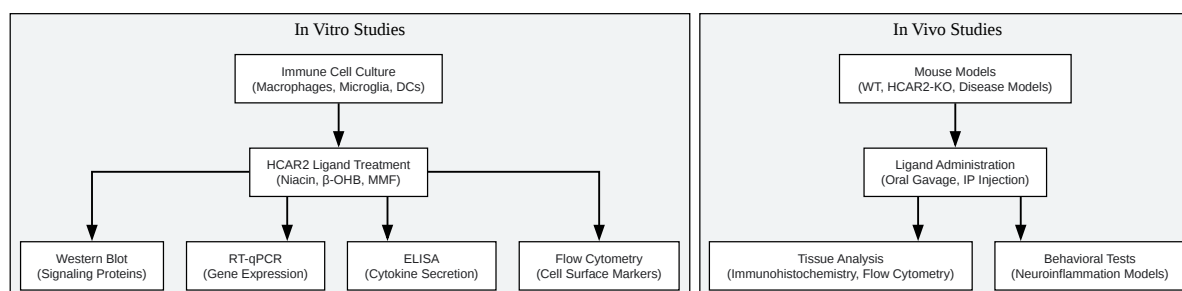 In Vitro Studies
Immune Cell Culture
(Macrophages, Microglia, DCs)
HCAR2 Ligand Treatment
(Niacin, β-OHB, MMF)
Western Blot
(Signaling Proteins)
RT-qPCR
(Gene Expression)
ELISA
(Cytokine Secretion)
Flow Cytometry
(Cell Surface Markers)
In Vivo Studies
Mouse Models
(WT, HCAR2-KO, Disease Models)
Ligand Administration
(Oral Gavage, IP Injection)
Tissue Analysis
(Immunohistochemistry, Flow Cytometry)
Behavioral Tests
(Neuroinflammation Models)